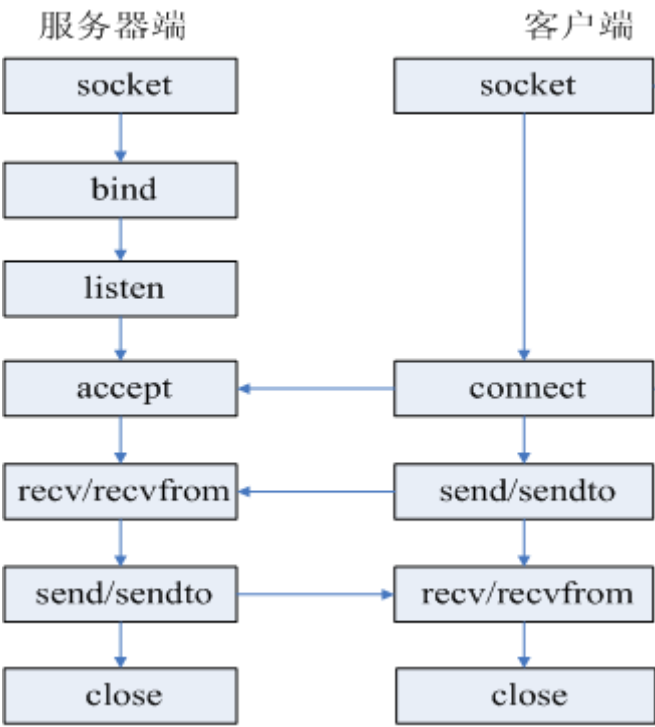 服务器端
客户端
socket
socket
bind
listen
accept
connect
recv/recvfrom
send/sendto
send/sendto
recv/recvfrom
close
close